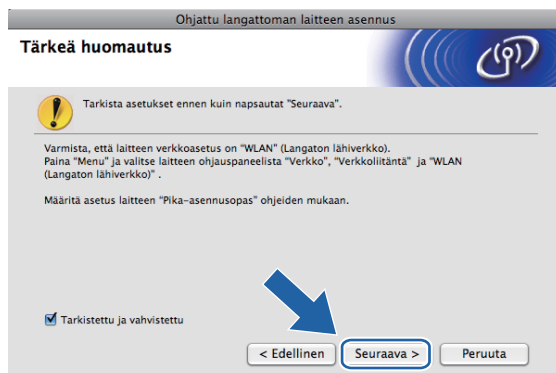 Ohjattu langattoman laitteen asennus
Tärkeä huomautus
Tarkista asetukset ennen kuin napsautat "Seuraava".
Varmista, että laitteen verkkoasetus on "WLAN" (Langaton lähiverkko).
Paina "Menu" ja valitse laitteen ohjauspaneelista "Verkko", "Verkkoliitäntä" ja "WLAN
(Langaton lähiverkko)" .
Määritä asetus laitteen "Pika-asennusopas" ohjeiden mukaan.
Tarkistettu ja vahvistettu
< Edellinen
Seuraava >
Peruuta